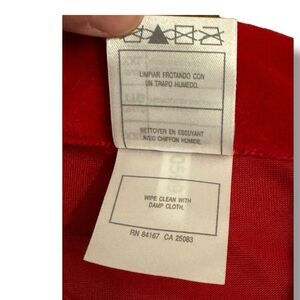 LIMPIAR FROTANDO CON
UN TRAPO HUMEDO.
NETTOYER EN ESSUYANT
AVEC CHIFFON HUMIDE.
WIPE CLEAN WITH
DAMP CLOTH.
RN 84167 CA 25083